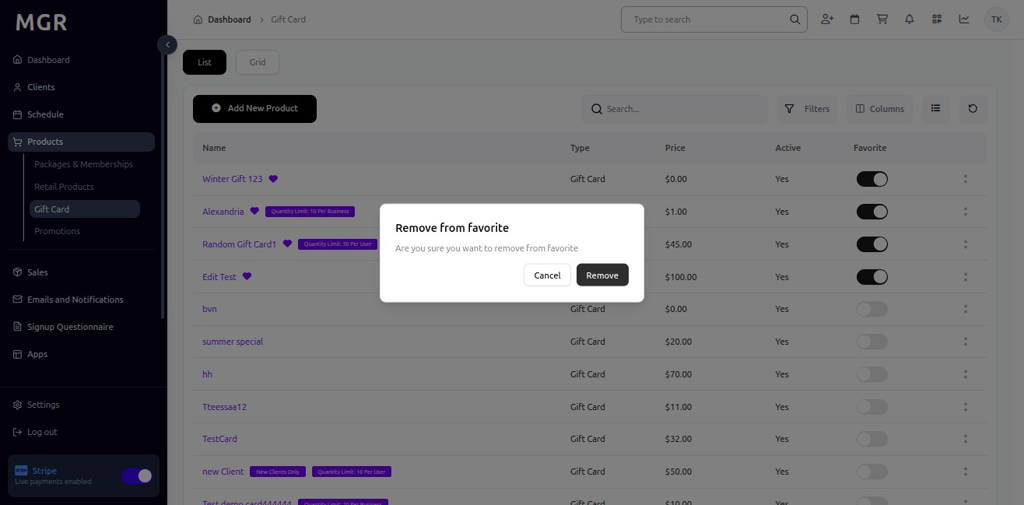 MGR
Dashboard > Gift Card
Type to search
TK
Dashboard
Clients
Schedule
Products
Packages & Memberships
Retail Products
Gift Card
Promotions
Sales
Emails and Notifications
Signup Questionnaire
Apps
Settings
Log out
Stripe
Live payments enabled
List Grid
Add New Product Search... Filters Columns
Name Type Price Active Favorite
Winter Gift 123 Gift Card $0.00 Yes
Alexandria Quantity Limit: 10 Per Business Gift Card $1.00 Yes
Random Gift Card1 Quantity Limit: 50 Per User $45.00 Yes
Edit Test $100.00 Yes
Remove from favorite
Are you sure you want to remove from favorite
Cancel Remove
bvn Gift Card $0.00 Yes
summer special Gift Card $20.00 Yes
hh Gift Card $70.00 Yes
Tteessaa12 Gift Card $11.00 Yes
TestCard Gift Card $32.00 Yes
new Client New Clients Only Quantity Limit: 10 Per User Gift Card $50.00 Yes
Gift Card $10.00 Yes